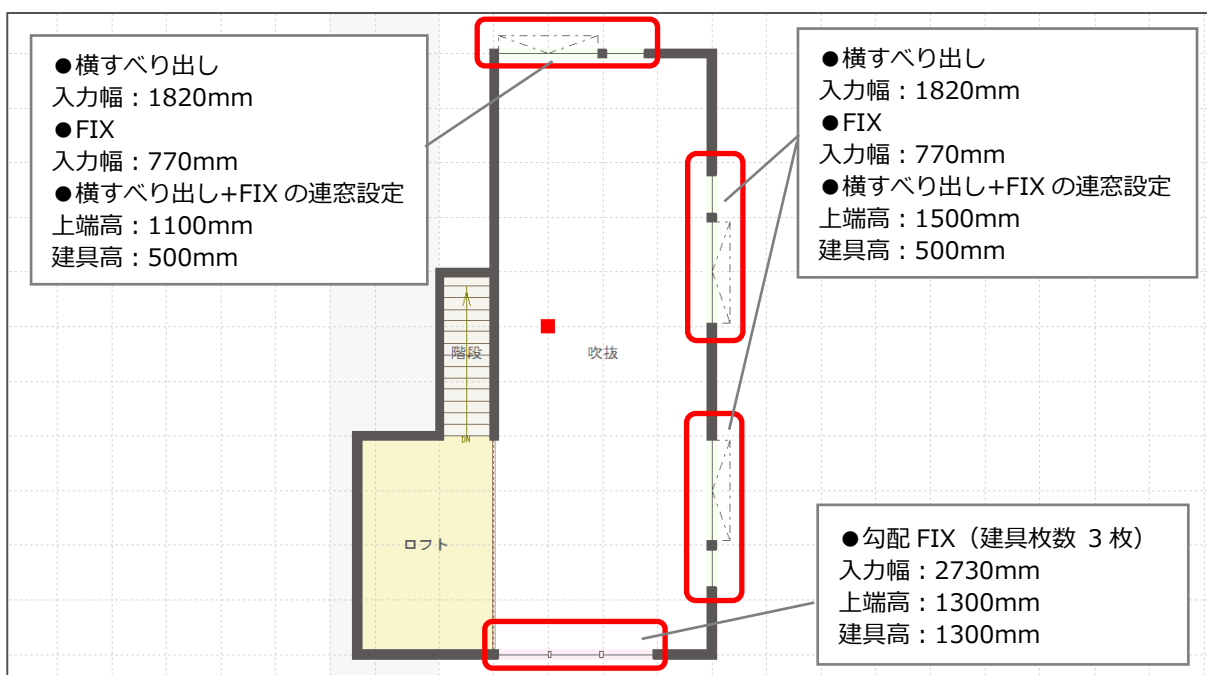 ●横すべり出し
入力幅：1820mm
●FIX
入力幅：770mm
●横すべり出し+FIX の連窓設定
上端高：1100mm
建具高：500mm
●横すべり出し
入力幅：1820mm
●FIX
入力幅：770mm
●横すべり出し+FIX の連窓設定
上端高：1500mm
建具高：500mm
階段
吹抜
DN
ロフト
●勾配 FIX（建具枚数 3 枚）
入力幅：2730mm
上端高：1300mm
建具高：1300mm